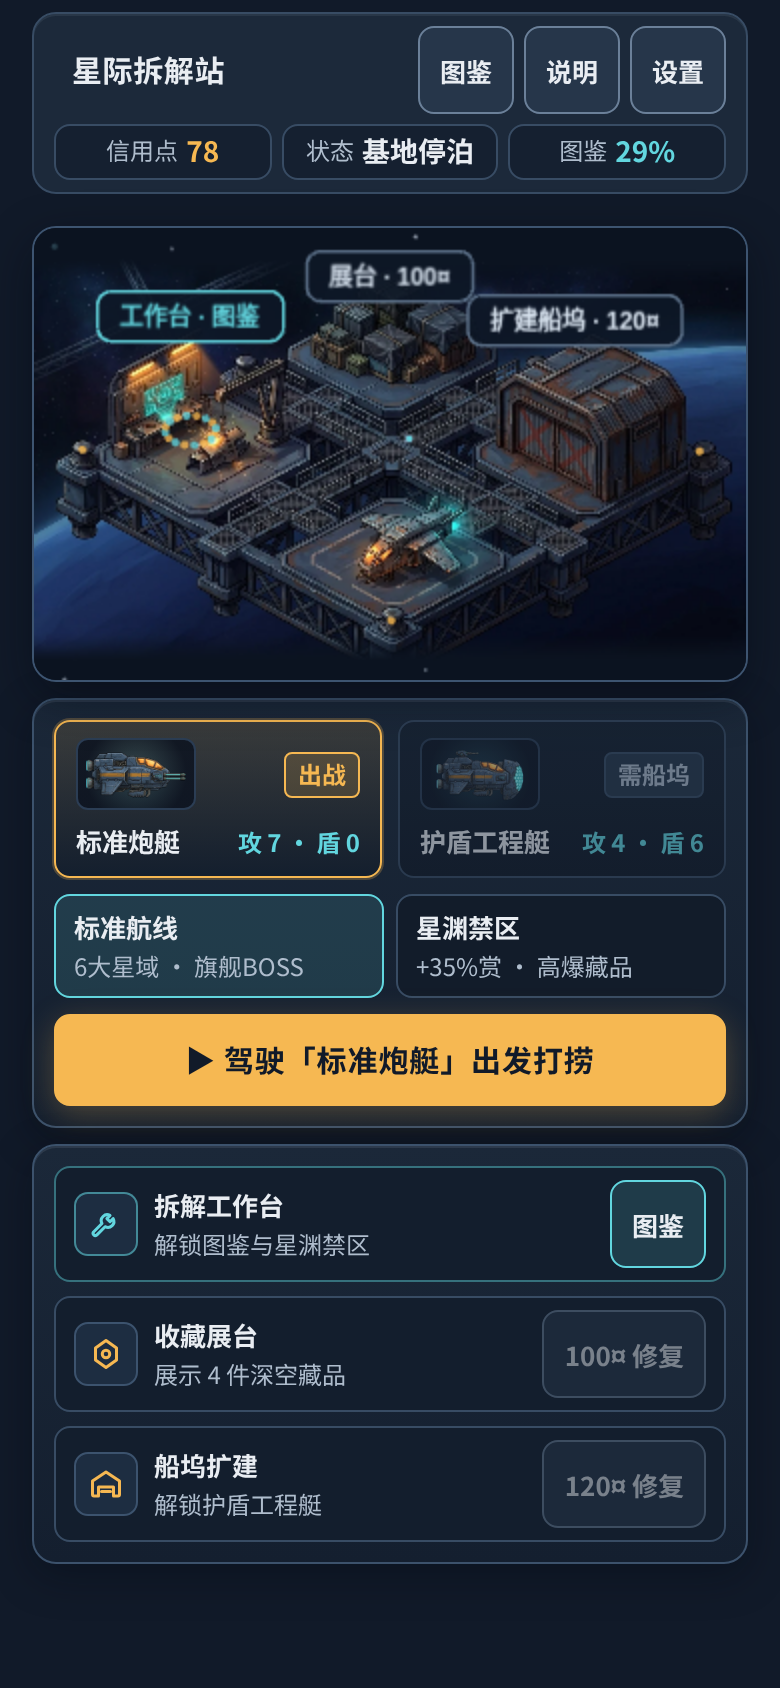 星际拆解站
图鉴
说明
设置
信用点 78
状态 基地停泊
图鉴 29%
展台 · 100¤
工作台 · 图鉴
扩建船坞 · 120¤
出战
标准炮艇 攻 7 · 盾 0
需船坞
护盾工程艇 攻 4 · 盾 6
标准航线
6大星域 · 旗舰BOSS
星渊禁区
+35%赏 · 高爆藏品
▶ 驾驶「标准炮艇」出发打捞
拆解工作台
解锁图鉴与星渊禁区
图鉴
收藏展台
展示 4 件深空藏品
100¤ 修复
船坞扩建
解锁护盾工程艇
120¤ 修复